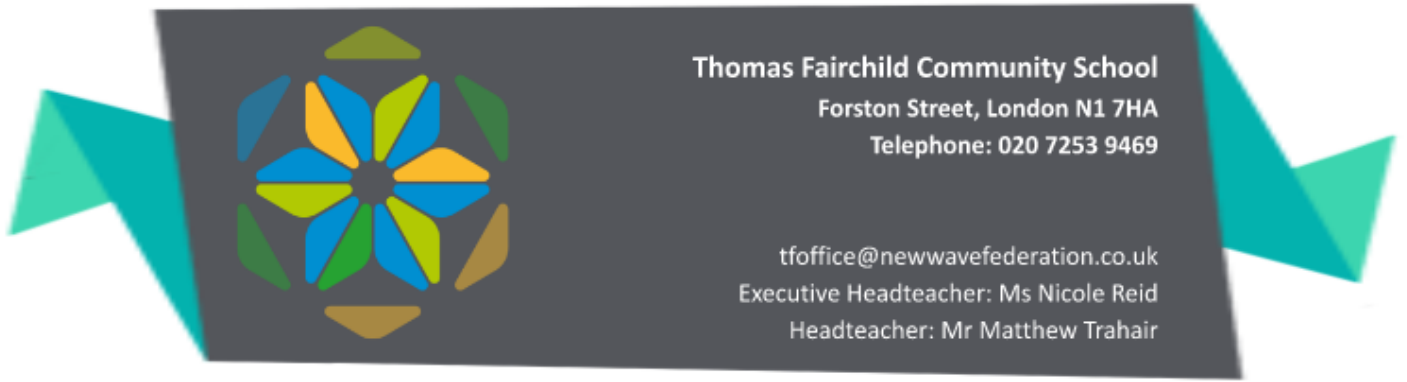 Thomas Fairchild Community School
Forston Street, London N1 7HA
Telephone: 020 7253 9469
tfoffice@newwavefederation.co.uk
Executive Headteacher: Ms Nicole Reid
Headteacher: Mr Matthew Trahair